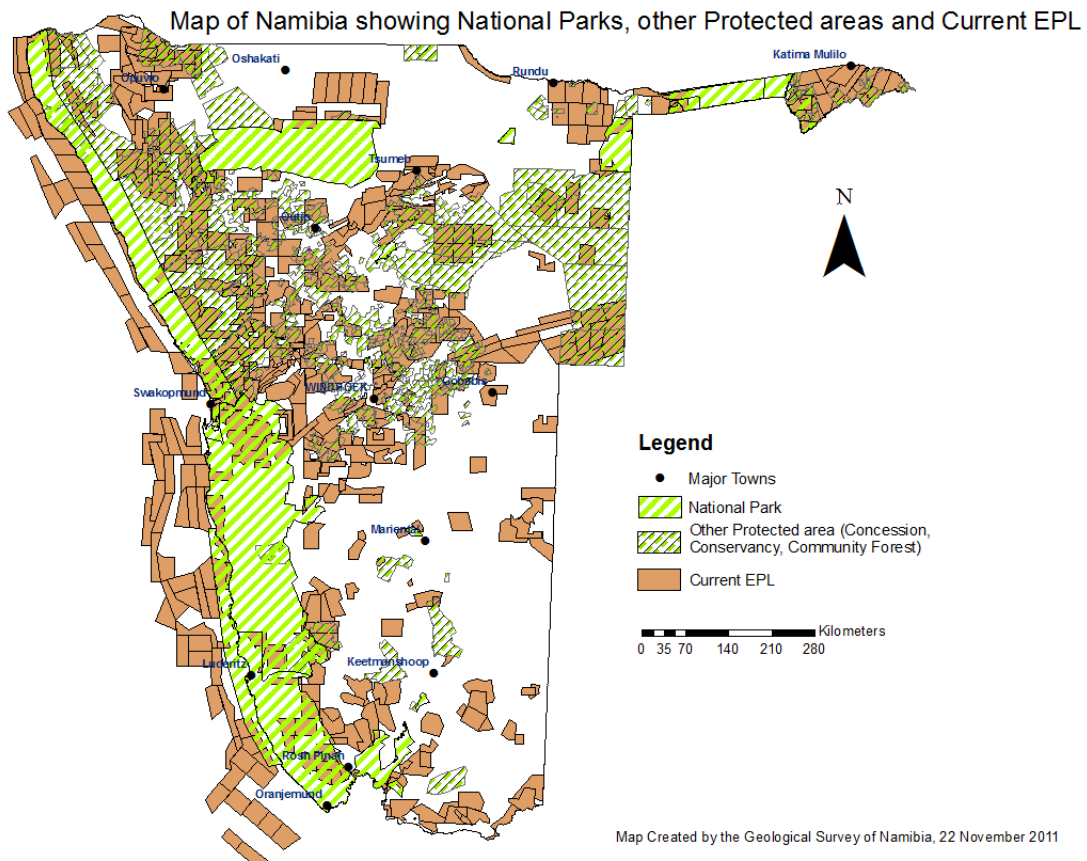 Map of Namibia showing National Parks, other Protected areas and Current EPL
Oshakati
Katima Mulilo
Rundu
Opuwo
Tsumeb
Outjo
N
Swakopmund
WINDHOEK
Gobabis
Legend
Major Towns
National Park
Other Protected area (Concession,
Conservancy, Community Forest)
Current EPL
Mariental
Kilometers
0 35 70 140 210 280
Luderitz
Keetmanshoop
Rosh Pinah
Oranjemund
Map Created by the Geological Survey of Namibia, 22 November 2011